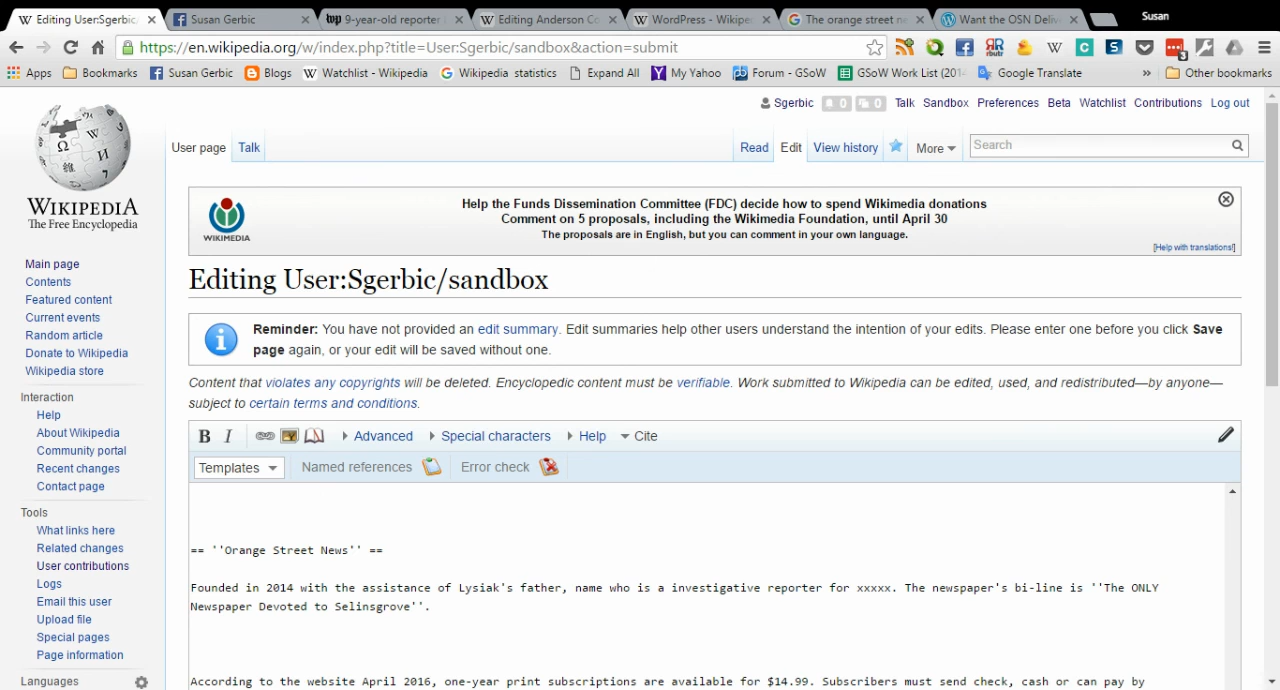 Editing User:Sgerbic
Susan Gerbic
wp 9-year-old reporter
Editing Anderson Co
WordPress - Wikipe
The orange street ne
Want the OSN Delive
Susan
https://en.wikipedia.org/w/index.php?title=User:Sgerbic/sandbox&action=submit
Apps Bookmarks Susan Gerbic Blogs Watchlist - Wikipedia Wikipedia statistics Expand All My Yahoo Forum - GSoW GSoW Work List (201 Google Translate » Other bookmarks
Sgerbic 0 0 Talk Sandbox Preferences Beta Watchlist Contributions Log out
User page Talk Read Edit View history More Search
WIKIPEDIA
The Free Encyclopedia
WIKIMEDIA
Help the Funds Dissemination Committee (FDC) decide how to spend Wikimedia donations
Comment on 5 proposals, including the Wikimedia Foundation, until April 30
The proposals are in English, but you can comment in your own language.
[Help with translations!]
Main page
Contents
Featured content
Current events
Random article
Donate to Wikipedia
Wikipedia store
Interaction
Help
About Wikipedia
Community portal
Recent changes
Contact page
Tools
What links here
Related changes
User contributions
Logs
Email this user
Upload file
Special pages
Page information
Languages
Editing User:Sgerbic/sandbox
Reminder: You have not provided an edit summary. Edit summaries help other users understand the intention of your edits. Please enter one before you click Save
page again, or your edit will be saved without one.
Content that violates any copyrights will be deleted. Encyclopedic content must be verifiable. Work submitted to Wikipedia can be edited, used, and redistributed—by anyone—
subject to certain terms and conditions.
B I Advanced Special characters Help Cite
Templates Named references Error check
== ''Orange Street News'' ==
Founded in 2014 with the assistance of Lysiak's father, name who is a investigative reporter for xxxxx. The newspaper's bi-line is ''The ONLY
Newspaper Devoted to Selinsgrove''.
According to the website April 2016, one-year print subscriptions are available for $14.99. Subscribers must send check, cash or can pay by